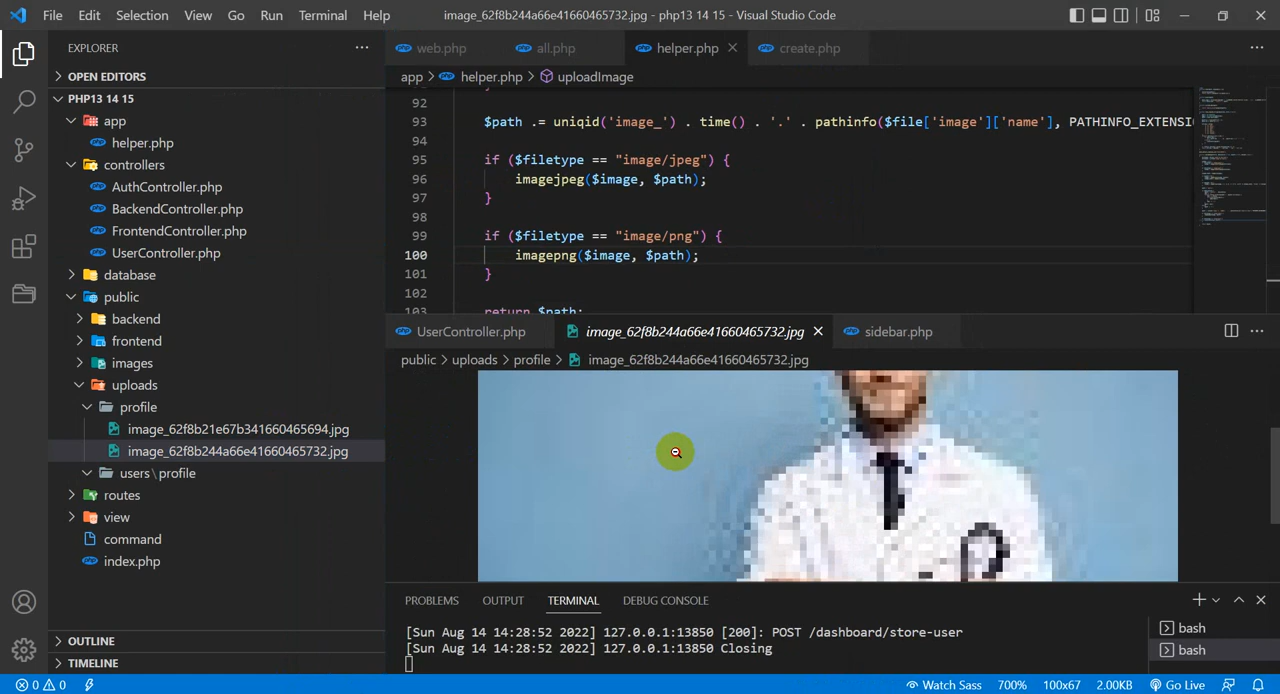 File Edit Selection View Go Run Terminal Help
image_62f8b244a66e41660465732.jpg - php13 14 15 - Visual Studio Code
EXPLORER
OPEN EDITORS
PHP13 14 15
app
helper.php
controllers
AuthController.php
BackendController.php
FrontendController.php
UserController.php
database
public
backend
frontend
images
uploads
profile
image_62f8b21e67b341660465694.jpg
image_62f8b244a66e41660465732.jpg
users\profile
routes
view
command
index.php
OUTLINE
TIMELINE
web.php all.php helper.php create.php
app > helper.php > uploadImage
92
93 $path .= uniqid('image_') . time() . '.' . pathinfo($file['image']['name'], PATHINFO_EXTENSI
94
95 if ($filetype == "image/jpeg") {
96 imagejpeg($image, $path);
97 }
98
99 if ($filetype == "image/png") {
100 imagepng($image, $path);
101 }
102
103 return $path;
UserController.php image_62f8b244a66e41660465732.jpg sidebar.php
public > uploads > profile > image_62f8b244a66e41660465732.jpg
PROBLEMS OUTPUT TERMINAL DEBUG CONSOLE
[Sun Aug 14 14:28:52 2022] 127.0.0.1:13850 [200]: POST /dashboard/store-user
[Sun Aug 14 14:28:52 2022] 127.0.0.1:13850 Closing
bash
bash
0 0 Watch Sass 700% 100x67 2.00KB Go Live